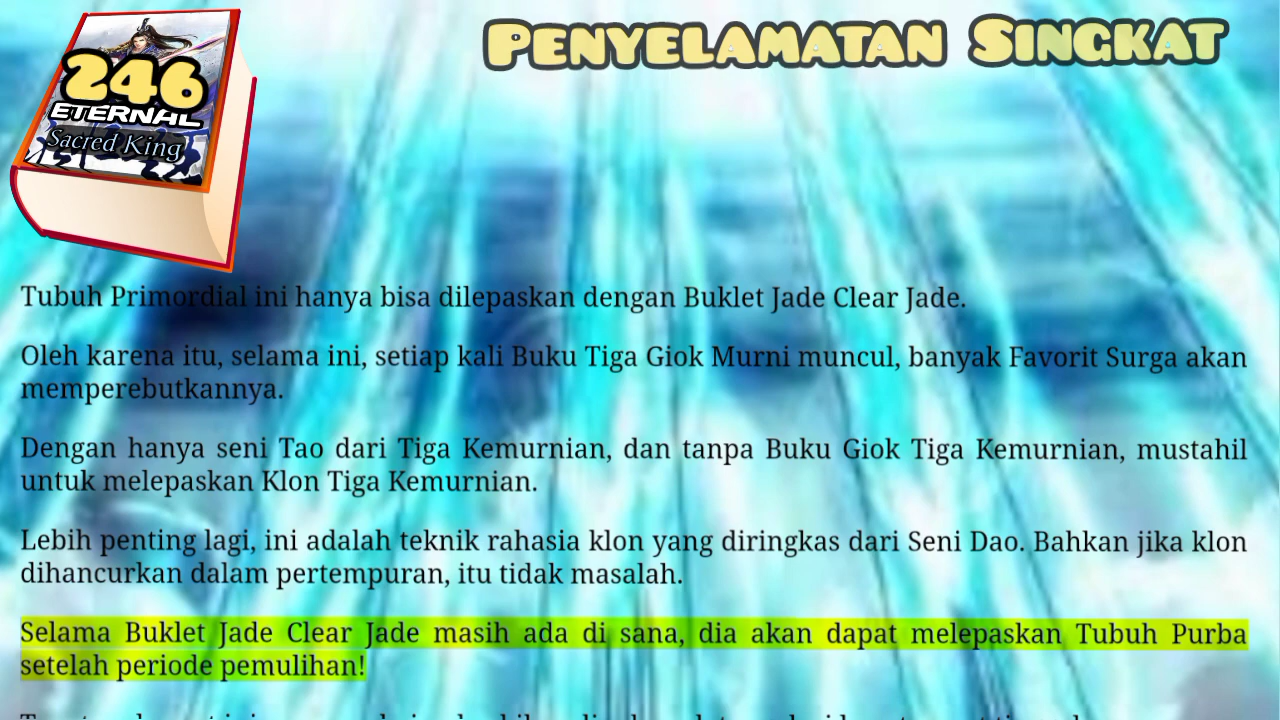 PENYELAMATAN SINGKAT
246
ETERNAL
Sacred King
Tubuh Primordial ini hanya bisa dilepaskan dengan Buklet Jade Clear Jade.
Oleh karena itu, selama ini, setiap kali Buku Tiga Giok Murni muncul, banyak Favorit Surga akan
memperebutkannya.
Dengan hanya seni Tao dari Tiga Kemurnian, dan tanpa Buku Giok Tiga Kemurnian, mustahil
untuk melepaskan Klon Tiga Kemurnian.
Lebih penting lagi, ini adalah teknik rahasia klon yang diringkas dari Seni Dao. Bahkan jika klon
dihancurkan dalam pertempuran, itu tidak masalah.
Selama Buklet Jade Clear Jade masih ada di sana, dia akan dapat melepaskan Tubuh Purba
setelah periode pemulihan!